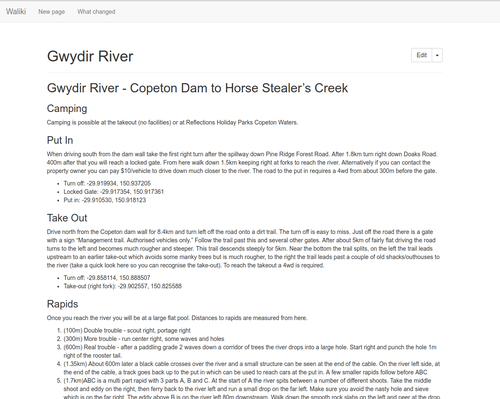 Waliki New page What changed
Gwydir River
Edit
Gwydir River - Copeton Dam to Horse Stealer's Creek
Camping
Camping is possible at the takeout (no facilities) or at Reflections Holiday Parks Copeton Waters.
Put In
When driving south from the dam wall take the first right turn after the spillway down Pine Ridge Forest Road. After 1.8km turn right down Doaks Road.
400m after that you will reach a locked gate. From here walk down 1.5km keeping right at forks to reach the river. Alternatively if you can contact the
property owner you can pay $10/vehicle to drive down much closer to the river. The road to the put in requires a 4wd from about 300m before the gate.
Turn off: -29.919934, 150.937205
Locked Gate: -29.917354, 150.917361
Put in: -29.910530, 150.918123
Take Out
Drive north from the Copeton dam wall for 8.4km and turn left off the road onto a dirt trail. The turn off is easy to miss. Just off the road there is a gate
with a sign "Management trail. Authorised vehicles only." Follow the trail past this and several other gates. After about 5km of fairly flat driving the road
turns to the left and becomes much rougher and steeper. This trail descends steeply for 5km. Near the bottom the trail splits, on the left the trail leads
upstream to an earlier take-out which avoids some manky trees but is much rougher, to the right the trail leads past a couple of old shacks/outhouses to
the river (take a quick look here so you can recognise the take-out). To reach the takeout a 4wd is required.
Turn off: -29.858114, 150.888507
Take-out (right fork): -29.902557, 150.825588
Rapids
Once you reach the river you will be at a large flat pool. Distances to rapids are measured from here.
1. (100m) Double trouble - scout right, portage right
2. (300m) More trouble - run center right, some waves and holes
3. (600m) Real trouble - after a paddling grade 2 waves down a corridor of trees the river drops into a large hole. Start right and punch the hole 1m
right of the rooster tail.
4. (1.35km) About 600m later a black cable crosses over the river and a small structure can be seen at the end of the cable. On the river left side, at
the end of the cable, a track goes back up to the put in which can be used to reach cars at the put in. A few smaller rapids follow before ABC
5. (1.7km)ABC is a multi part rapid with 3 parts A, B and C. At the start of A the river spits between a number of different shoots. Take the middle
shoot and eddy on the right, then ferry back to the river left and run a small drop on the far left. Make sure you avoid the nasty hole and sieve
which is on the far right. The eddy above B is on the river left 80m downstream. Walk down the smooth rock slabs on the left and peer at the drop